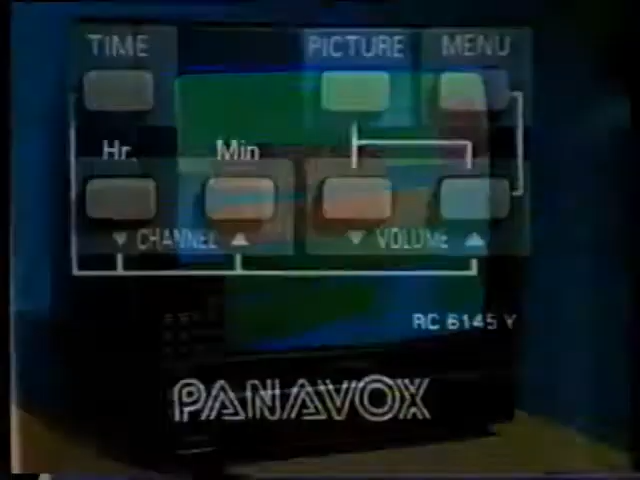 TIME PICTURE MENU
Hr. Min
▼ CHANNEL ▲ ▼ VOLUME ▲
RC 6145 Y
PANAVOX